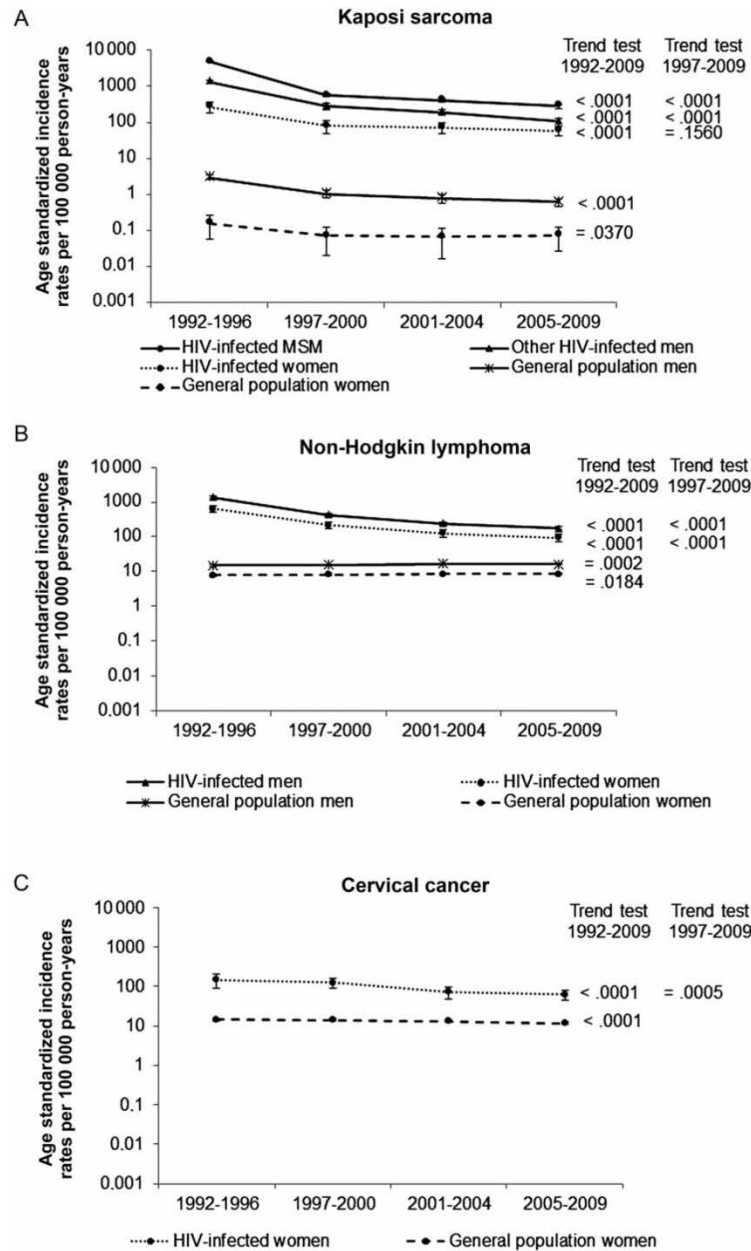 A
Kaposi sarcoma
Age standardized incidence
rates per 100 000 person-years
10 000
1000
100
10
1
0.1
0.01
0.001
Trend test Trend test
1992-2009 1997-2009
< .0001 < .0001
< .0001 < .0001
< .0001 = .1560
< .0001
= .0370
1992-1996 1997-2000 2001-2004 2005-2009
HIV-infected MSM Other HIV-infected men
HIV-infected women General population men
General population women
B
Non-Hodgkin lymphoma
Age standardized incidence
rates per 100 000 person-years
10 000
1000
100
10
1
0.1
0.01
0.001
Trend test Trend test
1992-2009 1997-2009
< .0001 < .0001
< .0001 < .0001
= .0002
= .0184
1992-1996 1997-2000 2001-2004 2005-2009
HIV-infected men HIV-infected women
General population men General population women
C
Cervical cancer
Age standardized incidence
rates per 100 000 person-years
10 000
1000
100
10
1
0.1
0.01
0.001
Trend test Trend test
1992-2009 1997-2009
< .0001 = .0005
< .0001
1992-1996 1997-2000 2001-2004 2005-2009
HIV-infected women General population women